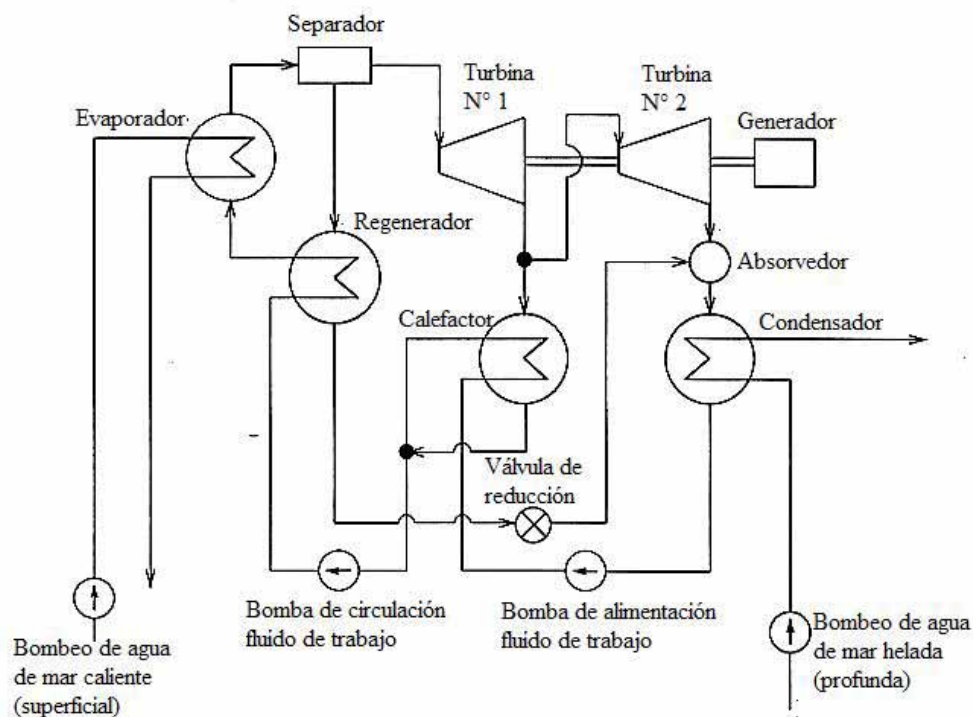 Separador
Turbina
N° 1
Turbina
N° 2
Evaporador
Generador
Regenerador
Absorvedor
Calefactor
Condensador
Válvula de
reducción
Bomba de circulación
fluido de trabajo
Bomba de alimentación
fluido de trabajo
Bombeo de agua
de mar caliente
(superficial)
Bombeo de agua
de mar helada
(profunda)